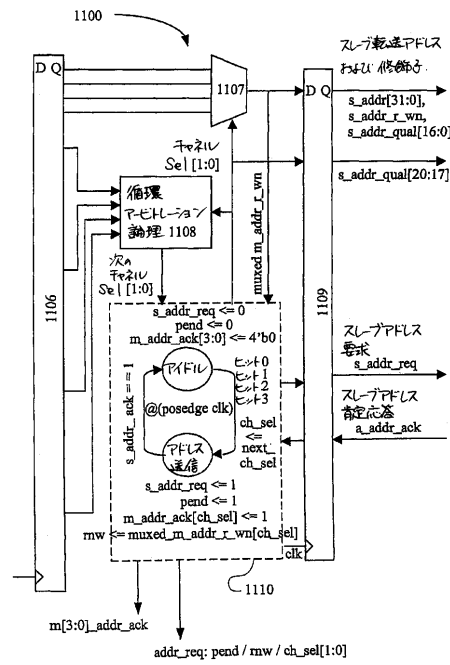 1100
スレーブ転送アドレス
および 修飾子
D Q
1107
D Q
s_addr[31:0],
s_addr_r_wn,
s_addr_qual[16:0]
チャネル
Sel [1:0]
s_addr_qual[20:17]
循環
アービトレーション
論理 1108
muxed m_addr_r_wn
次の
チャネル
Sel [1:0]
1106
1109
s_addr_req <= 0
pend <= 0
m_addr_ack[3:0] <= 4'b0
スレーブアドレス
要求
s_addr_req
アイドル
ヒット0
ヒット1
ヒット2
ヒット3
s_addr_ack == 1
@(posedge clk)
スレーブアドレス
肯定応答
a_addr_ack
ch_sel
<=
next_
ch_sel
アドレス
送信
s_addr_req <= 1
pend <= 1
m_addr_ack[ch_sel] <= 1
rnw <= muxed_m_addr_r_wn[ch_sel]
clk
1110
m[3:0]_addr_ack
addr_req: pend / rnw / ch_sel[1:0]